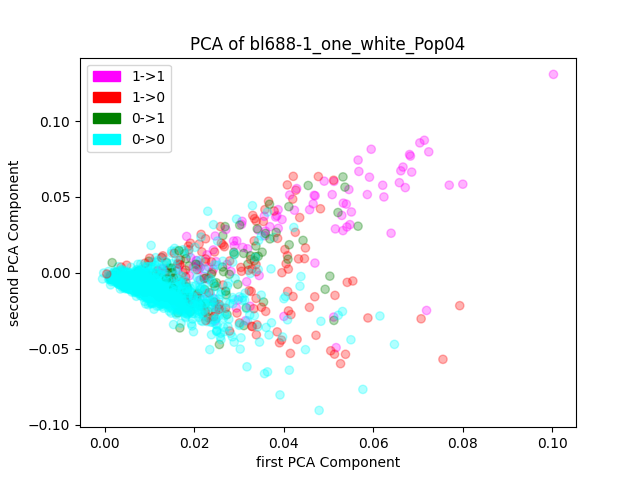 PCA of bl688-1_one_white_Pop04
1->1
1->0
0->1
0->0
second PCA Component
0.10
0.05
0.00
−0.05
−0.10
0.00 0.02 0.04 0.06 0.08 0.10
first PCA Component